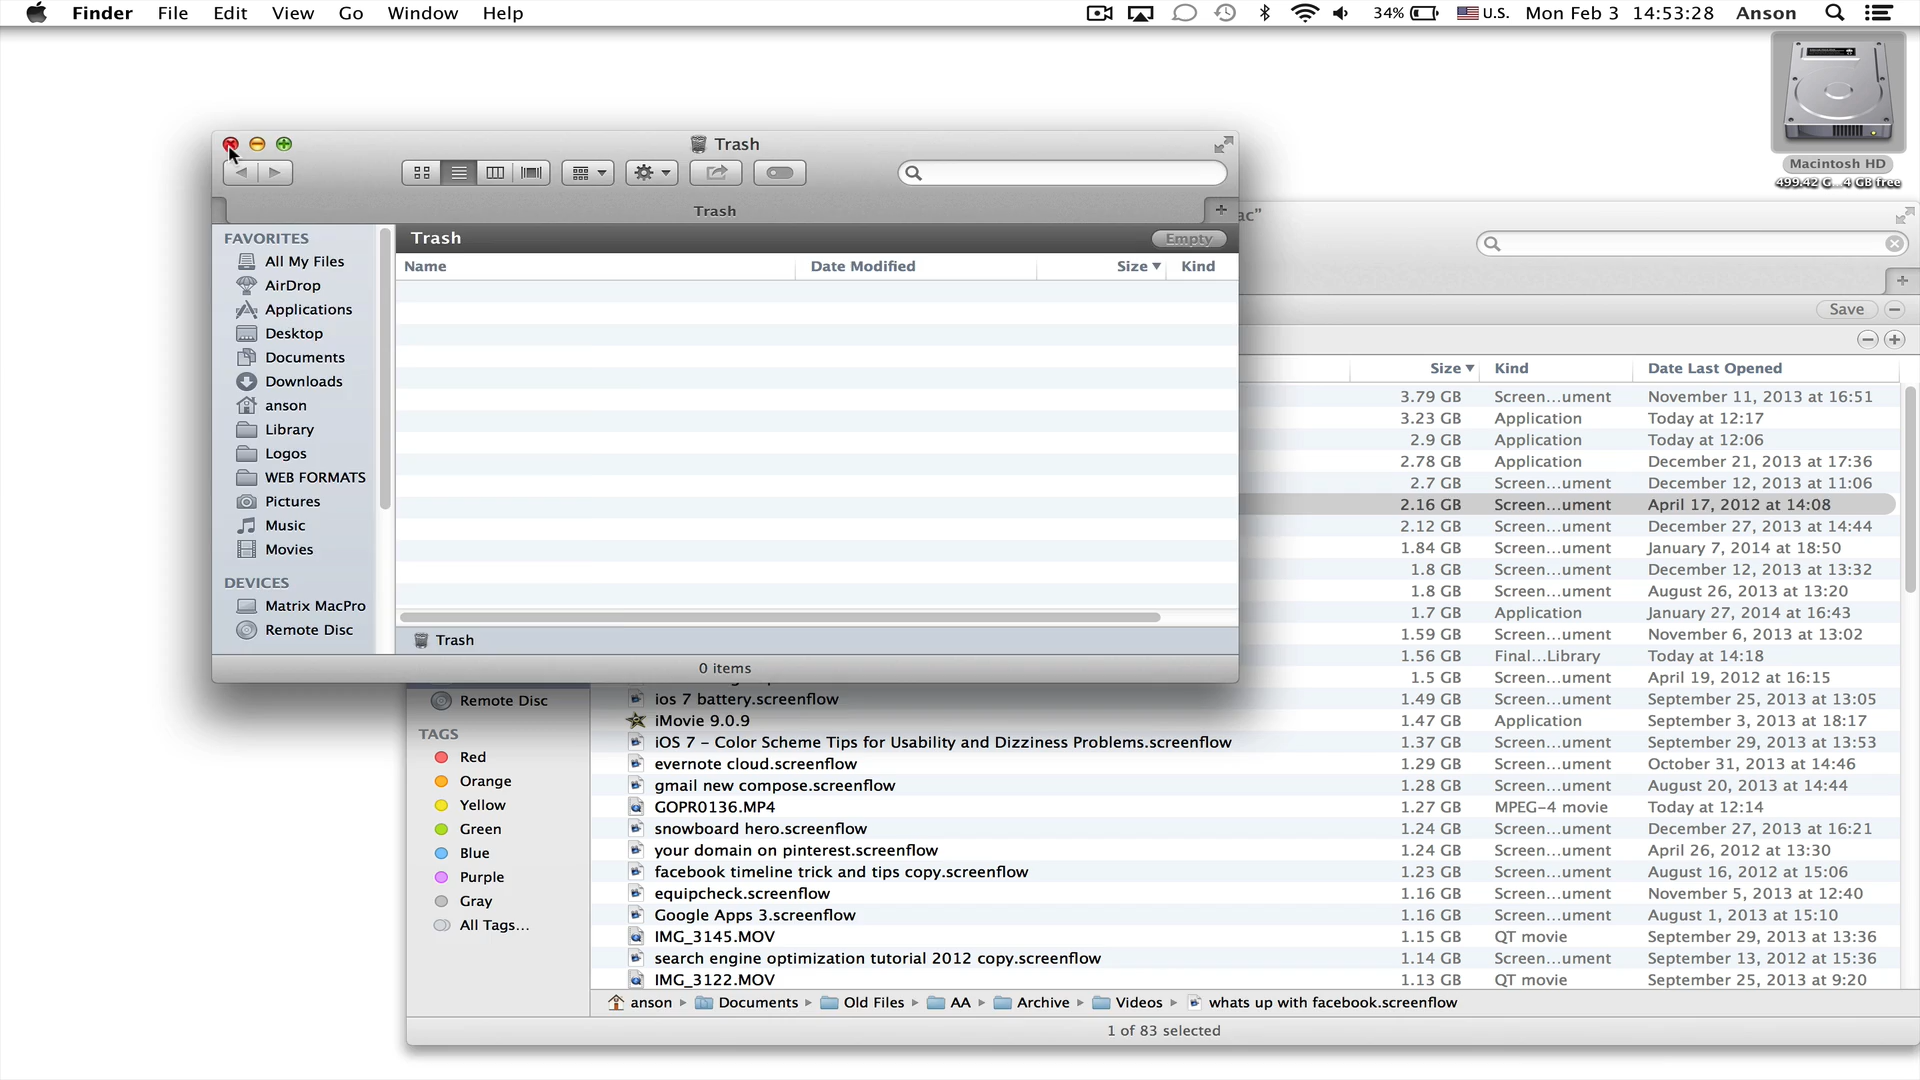 Finder File Edit View Go Window Help 34% U.S. Mon Feb 3 14:53:28 Anson
Macintosh HD
499.42 G...4 GB free
Trash
Trash
Trash Empty
Name Date Modified Size Kind
FAVORITES
All My Files
AirDrop
Applications
Desktop
Documents
Downloads
anson
Library
Logos
WEB FORMATS
Pictures
Music
Movies
DEVICES
Matrix MacPro
Remote Disc
Trash
0 items
ac"
Save
Size Kind Date Last Opened
3.79 GB Screen...ument November 11, 2013 at 16:51
3.23 GB Application Today at 12:17
2.9 GB Application Today at 12:06
2.78 GB Application December 21, 2013 at 17:36
2.7 GB Screen...ument December 12, 2013 at 11:06
2.16 GB Screen...ument April 17, 2012 at 14:08
2.12 GB Screen...ument December 27, 2013 at 14:44
1.84 GB Screen...ument January 7, 2014 at 18:50
1.8 GB Screen...ument December 12, 2013 at 13:32
1.8 GB Screen...ument August 26, 2013 at 13:20
1.7 GB Application January 27, 2014 at 16:43
1.59 GB Screen...ument November 6, 2013 at 13:02
1.56 GB Final...Library Today at 14:18
1.5 GB Screen...ument April 19, 2012 at 16:15
ios 7 battery.screenflow 1.49 GB Screen...ument September 25, 2013 at 13:05
iMovie 9.0.9 1.47 GB Application September 3, 2013 at 18:17
iOS 7 – Color Scheme Tips for Usability and Dizziness Problems.screenflow 1.37 GB Screen...ument September 29, 2013 at 13:53
evernote cloud.screenflow 1.29 GB Screen...ument October 31, 2013 at 14:46
gmail new compose.screenflow 1.28 GB Screen...ument August 20, 2013 at 14:44
GOPR0136.MP4 1.27 GB MPEG-4 movie Today at 12:14
snowboard hero.screenflow 1.24 GB Screen...ument December 27, 2013 at 16:21
your domain on pinterest.screenflow 1.24 GB Screen...ument April 26, 2012 at 13:30
facebook timeline trick and tips copy.screenflow 1.23 GB Screen...ument August 16, 2012 at 15:06
equipcheck.screenflow 1.16 GB Screen...ument November 5, 2013 at 12:40
Google Apps 3.screenflow 1.16 GB Screen...ument August 1, 2013 at 15:10
IMG_3145.MOV 1.15 GB QT movie September 29, 2013 at 13:36
search engine optimization tutorial 2012 copy.screenflow 1.14 GB Screen...ument September 13, 2012 at 15:36
IMG_3122.MOV 1.13 GB QT movie September 25, 2013 at 9:20
Remote Disc
TAGS
Red
Orange
Yellow
Green
Blue
Purple
Gray
All Tags...
anson Documents Old Files AA Archive Videos whats up with facebook.screenflow
1 of 83 selected